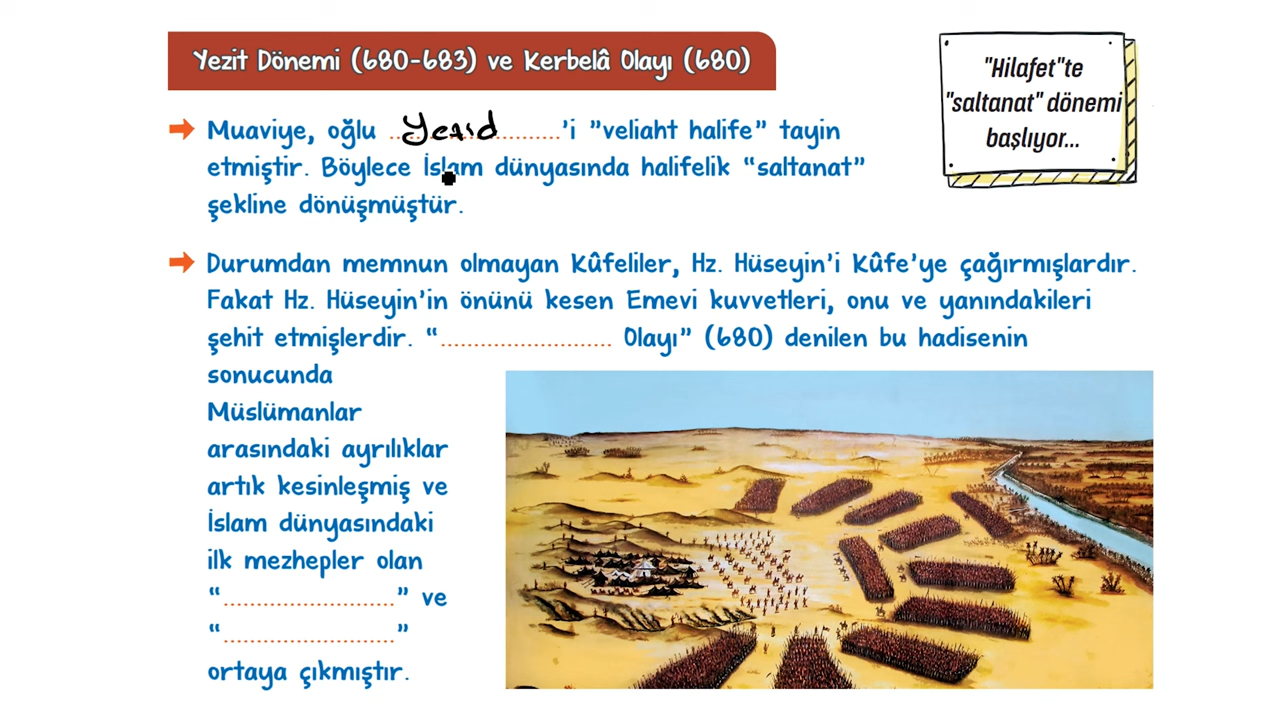 Yezit Dönemi (680-683) ve Kerbelâ Olayı (680)
"Hilafet"te
"saltanat" dönemi
başlıyor...
Muaviye, oğlu ...Yezid...........'i "veliaht halife" tayin
etmiştir. Böylece İslam dünyasında halifelik "saltanat"
şekline dönüşmüştür.
Durumdan memnun olmayan Kûfeliler, Hz. Hüseyin'i Kûfe'ye çağırmışlardır.
Fakat Hz. Hüseyin'in önünü kesen Emevi kuvvetleri, onu ve yanındakileri
şehit etmişlerdir. "......................... Olayı" (680) denilen bu hadisenin
sonucunda
Müslümanlar
arasındaki ayrılıklar
artık kesinleşmiş ve
İslam dünyasındaki
ilk mezhepler olan
"........................." ve
"........................."
ortaya çıkmıştır.